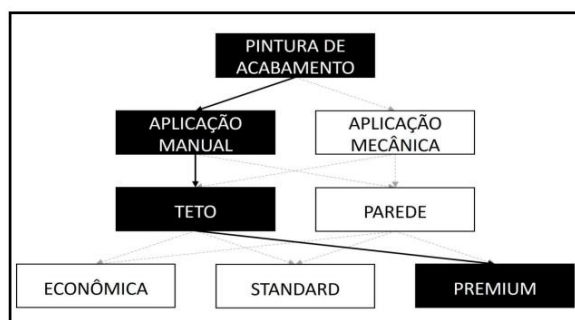 PINTURA DE
ACABAMENTO
APLICAÇÃO
MANUAL
APLICAÇÃO
MECÂNICA
TETO
PAREDE
ECONÔMICA
STANDARD
PREMIUM